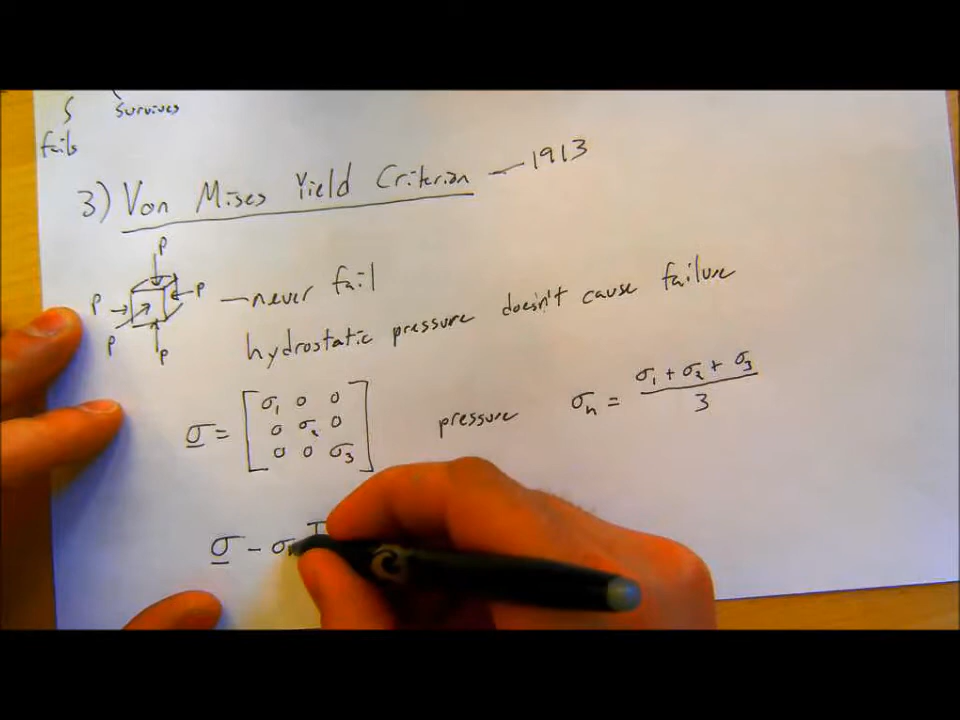 S survives
fails
3) Von Mises Yield Criterion — 1913
P
P P — never fail
P P
hydrostatic pressure doesn't cause failure
σ = [σ₁ 0 0 pressure σₕ = (σ₁ + σ₂ + σ₃)/3
0 σ₂ 0
0 0 σ₃]
σ - σₕ I